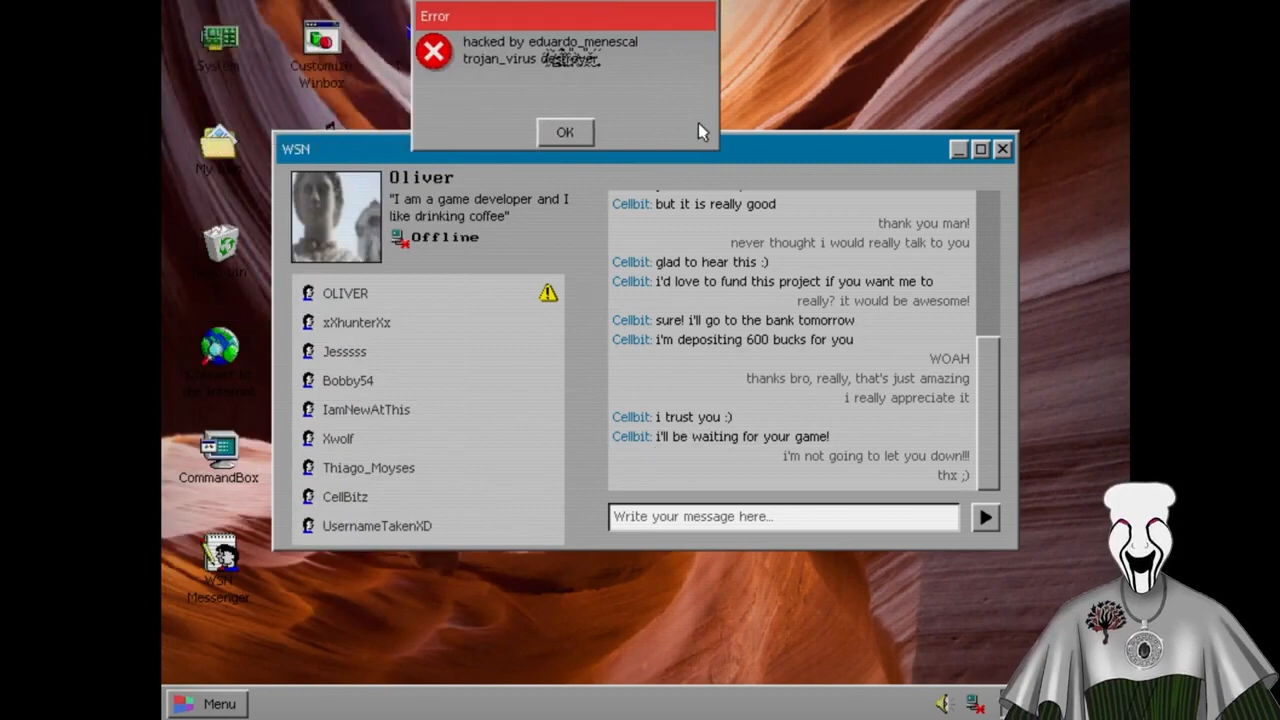 Error
hacked by eduardo_menescal
trojan_virus destroyer
OK
System
Customize
Winbox
CommandBox
WSN
Messenger
WSN
Oliver
"I am a game developer and I
like drinking coffee"
Offline
OLIVER
xXhunterXx
Jesssss
Bobby54
IamNewAtThis
Xwolf
Thiago_Moyses
CellBitz
UsernameTakenXD
Cellbit: but it is really good
thank you man!
never thought i would really talk to you
Cellbit: glad to hear this :)
Cellbit: i'd love to fund this project if you want me to
really? it would be awesome!
Cellbit: sure! i'll go to the bank tomorrow
Cellbit: i'm depositing 600 bucks for you
WOAH
thanks bro, really, that's just amazing
i really appreciate it
Cellbit: i trust you :)
Cellbit: i'll be waiting for your game!
i'm not going to let you down!!!
thx ;)
Write your message here...
Menu